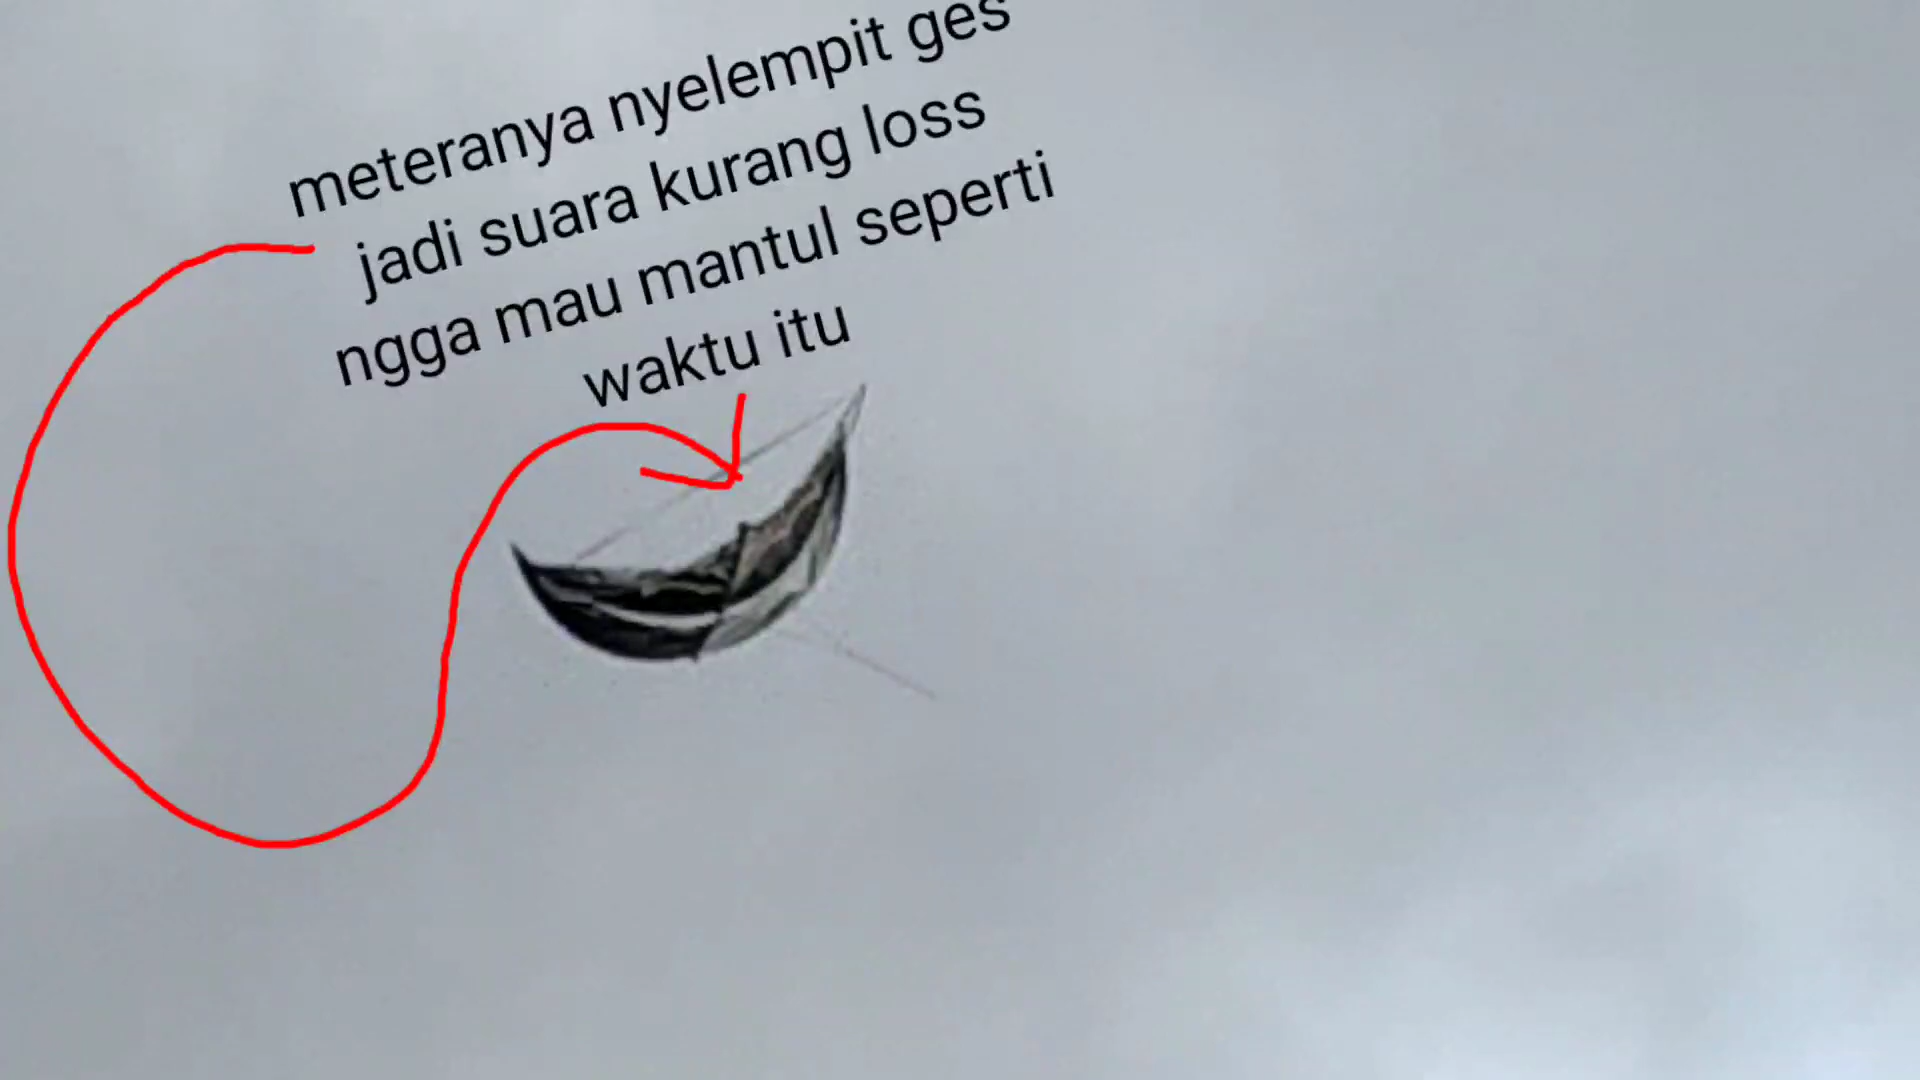 meteranya nyelempit ges
jadi suara kurang loss
ngga mau mantul seperti
waktu itu